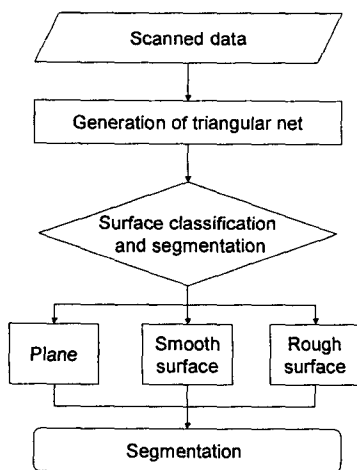 Scanned data
Generation of triangular net
Surface classification
and segmentation
Plane
Smooth
surface
Rough
surface
Segmentation